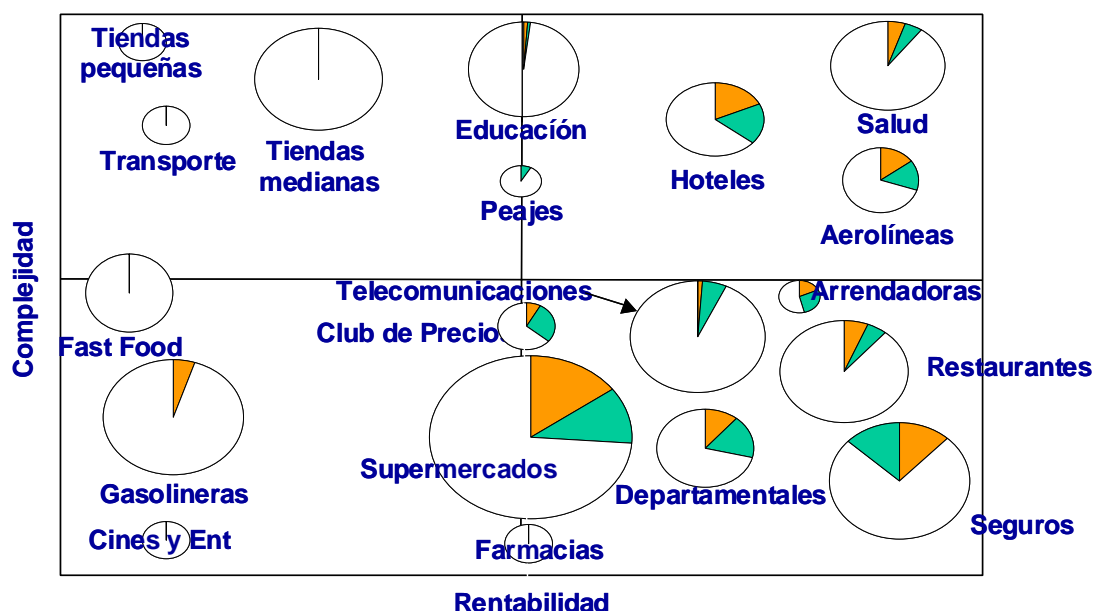 Tiendas
pequeñas
Transporte
Tiendas
medianas
Educacíón
Peajes
Hoteles
Salud
Aerolíneas
Complejidad
Telecomunicaciones
Arrendadoras
Club de Precio
Fast Food
Restaurantes
Supermercados
Gasolineras
Departamentales
Seguros
Cines y Ent
Farmacias
Rentabilidad